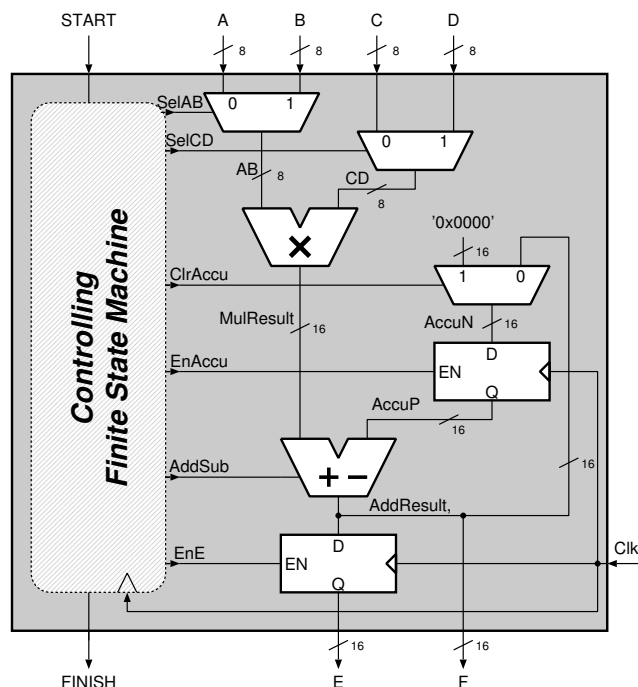 START
A
B
C
D
8
8
8
8
SelAB
0
1
SelCD
0
1
AB
8
CD
8
×
'0x0000'
16
ClrAccu
1
0
MulResult
16
AccuN
16
D
EnAccu
EN
Q
AccuP
16
Controlling
Finite State Machine
AddSub
+ −
16
AddResult,
D
EnE
EN
Clk
Q
16
16
FINISH
E
F